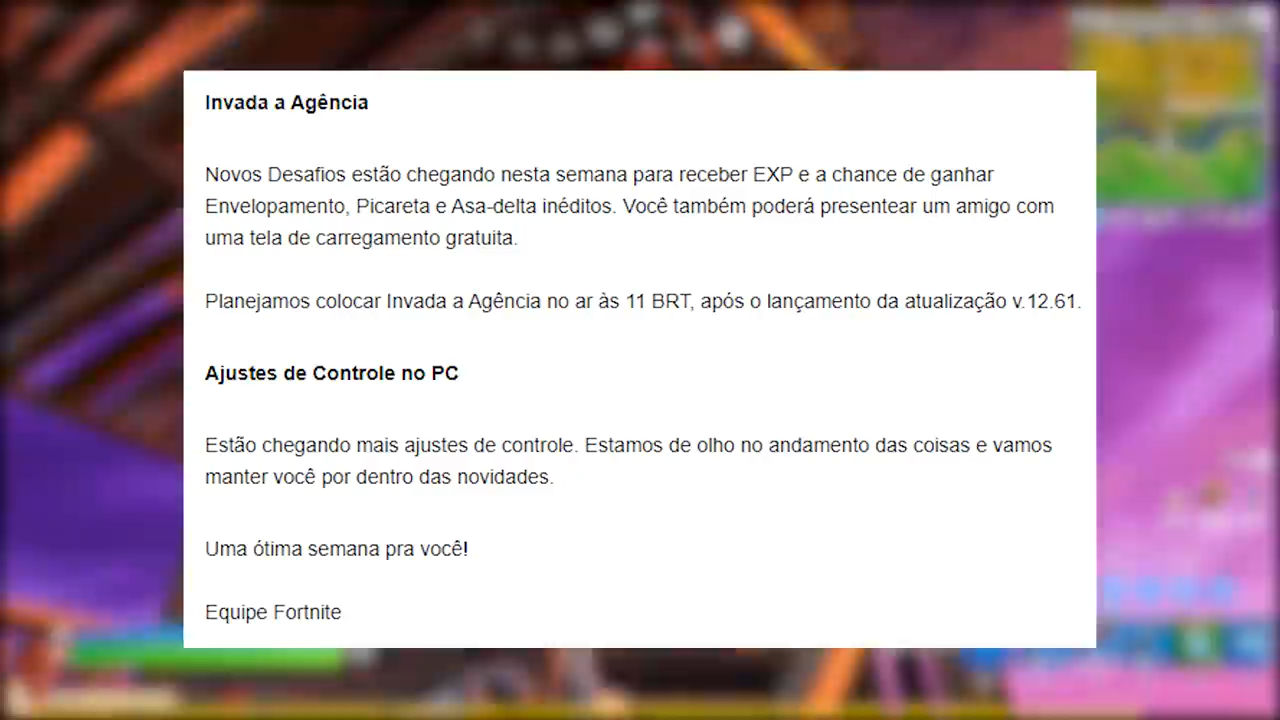 Invada a Agência
Novos Desafios estão chegando nesta semana para receber EXP e a chance de ganhar
Envelopamento, Picareta e Asa-delta inéditos. Você também poderá presentear um amigo com
uma tela de carregamento gratuita.
Planejamos colocar Invada a Agência no ar às 11 BRT, após o lançamento da atualização v.12.61.
Ajustes de Controle no PC
Estão chegando mais ajustes de controle. Estamos de olho no andamento das coisas e vamos
manter você por dentro das novidades.
Uma ótima semana pra você!
Equipe Fortnite